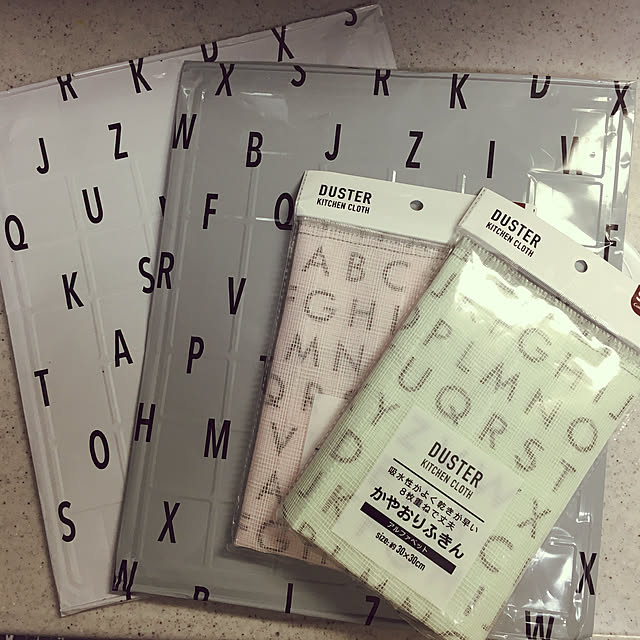 S
R K D X
J Z
Q U
K S
T A
O
S
X S R K D X
W B J Z I W
F Q
R V
P
H M
X X
W P I Z W
DUSTER
KITCHEN CLOTH
A B C
F G H I
M N
O P
Y
A
DUSTER
KITCHEN CLOTH
G H I J
P L M N O
U Q R S T
Y X
D
DUSTER
KITCHEN CLOTH
吸水性がよく乾きが早い
8枚重ねで丈夫
かやおりふきん
アルファベット
size: 約30×30cm